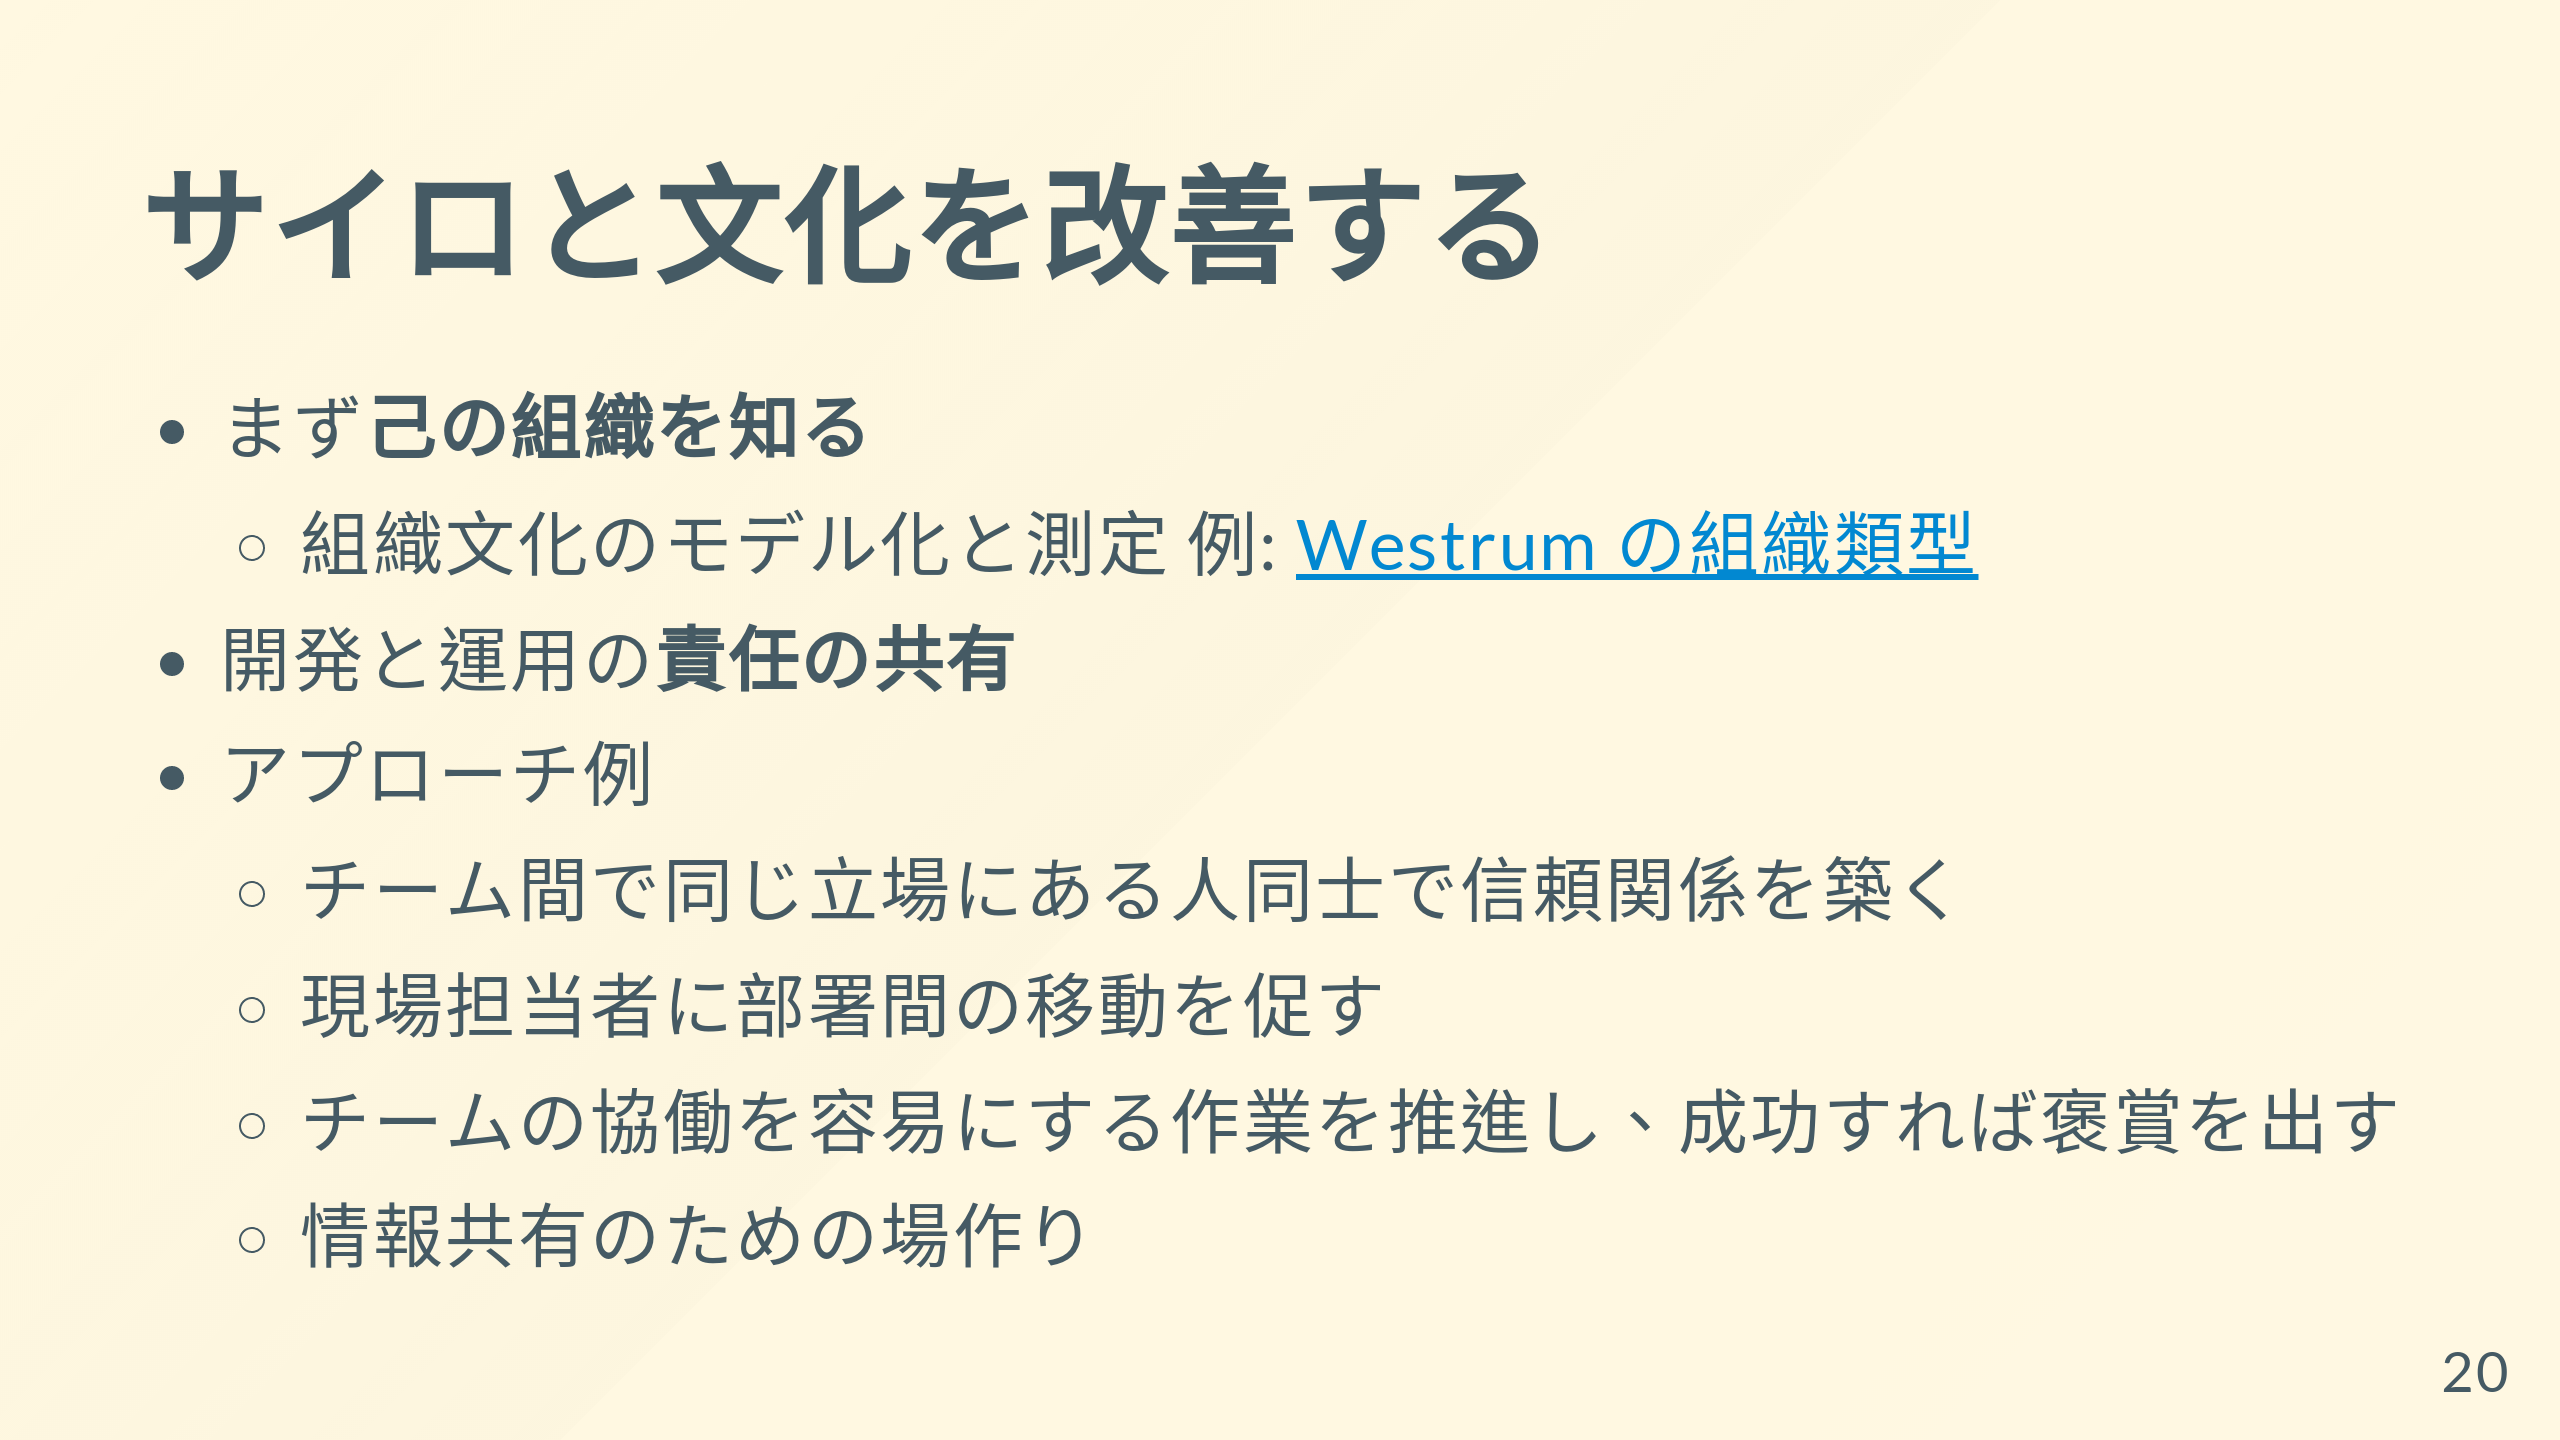 サイロと文化を改善する
• まず己の組織を知る
○ 組織文化のモデル化と測定 例: Westrum の組織類型
• 開発と運用の責任の共有
• アプローチ例
○ チーム間で同じ立場にある人同士で信頼関係を築く
○ 現場担当者に部署間の移動を促す
○ チームの協働を容易にする作業を推進し、成功すれば褒賞を出す
○ 情報共有のための場作り
20